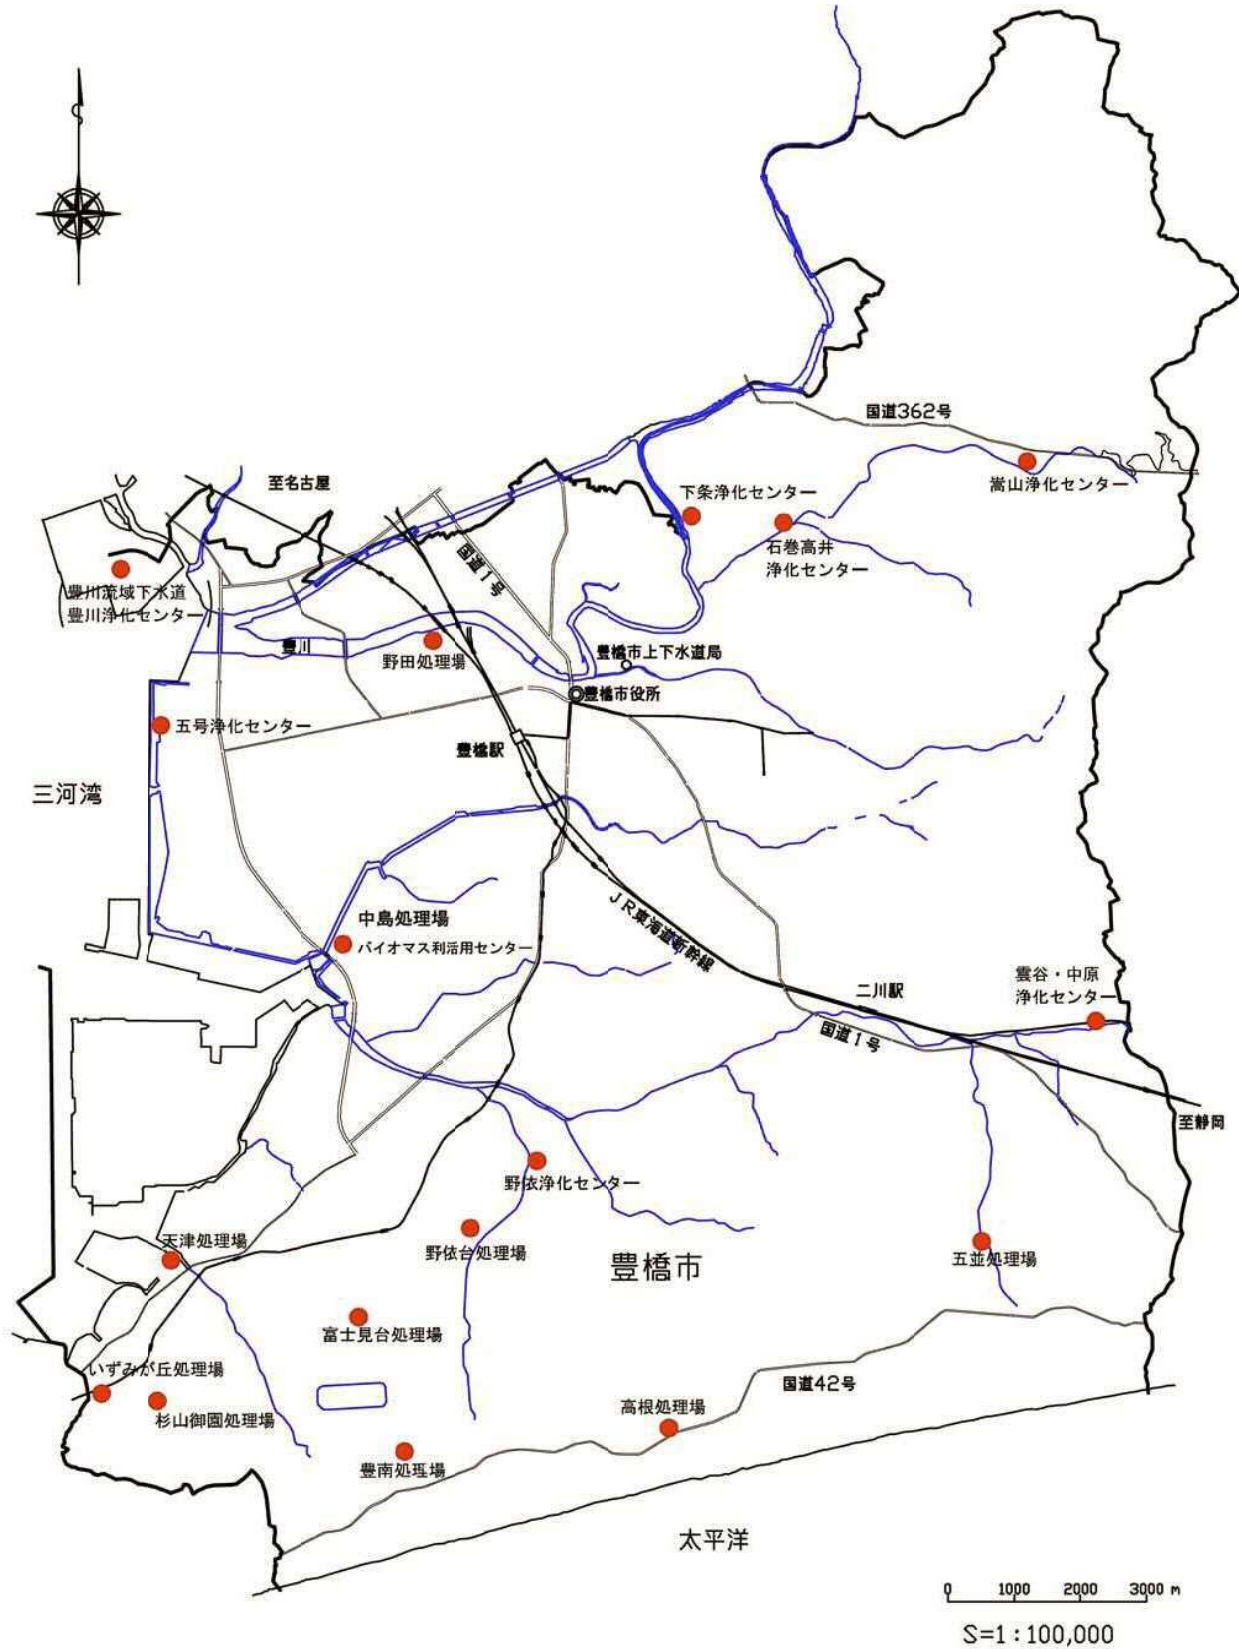 国道362号
嵩山浄化センター
至名古屋
下条浄化センター
石巻高井
浄化センター
国道1号
豊川流域下水道
豊川浄化センター
豊川
野田処理場
豊橋市上下水道局
豊橋市役所
五号浄化センター
豊橋駅
三河湾
中島処理場
バイオマス利活用センター
JR東海道新幹線
二川駅
雲谷・中原
浄化センター
国道1号
至静岡
野依浄化センター
天津処理場
野依台処理場
豊橋市
五並処理場
富士見台処理場
いずみが丘処理場
杉山御園処理場
国道42号
高根処理場
豊南処理場
太平洋
0 1000 2000 3000 m
S=1:100,000